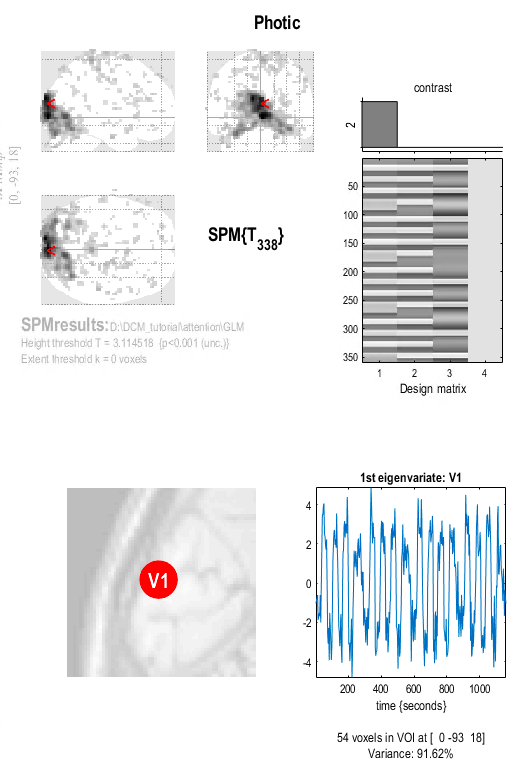 Photic
contrast
2
[0, -93, 18]
SPM{T338}
50
100
150
200
250
300
350
1 2 3 4
Design matrix
SPMresults: D:\DCM_tutorial\attention\GLM
Height threshold T = 3.114518 {p<0.001 (unc.)}
Extent threshold k = 0 voxels
1st eigenvariate: V1
V1
4
2
0
-2
-4
200 400 600 800 1000
time {seconds}
54 voxels in VOI at [ 0 -93 18]
Variance: 91.62%